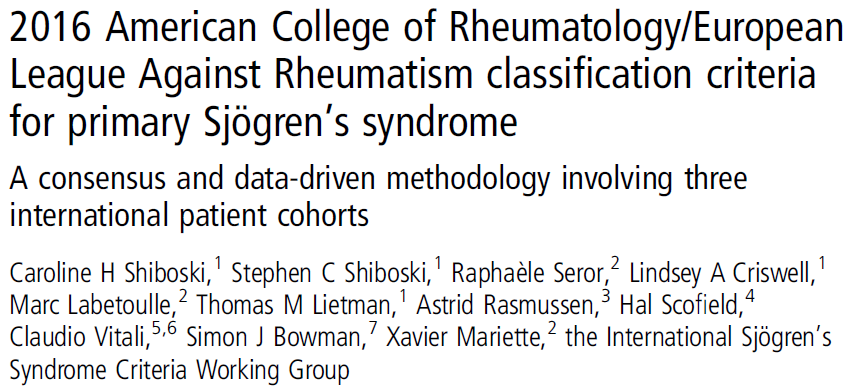 2016 American College of Rheumatology/European
League Against Rheumatism classification criteria
for primary Sjögren’s syndrome
A consensus and data-driven methodology involving three
international patient cohorts
Caroline H Shiboski,1 Stephen C Shiboski,1 Raphaèle Seror,2 Lindsey A Criswell,1
Marc Labetoulle,2 Thomas M Lietman,1 Astrid Rasmussen,3 Hal Scofield,4
Claudio Vitali,5,6 Simon J Bowman,7 Xavier Mariette,2 the International Sjögren’s
Syndrome Criteria Working Group